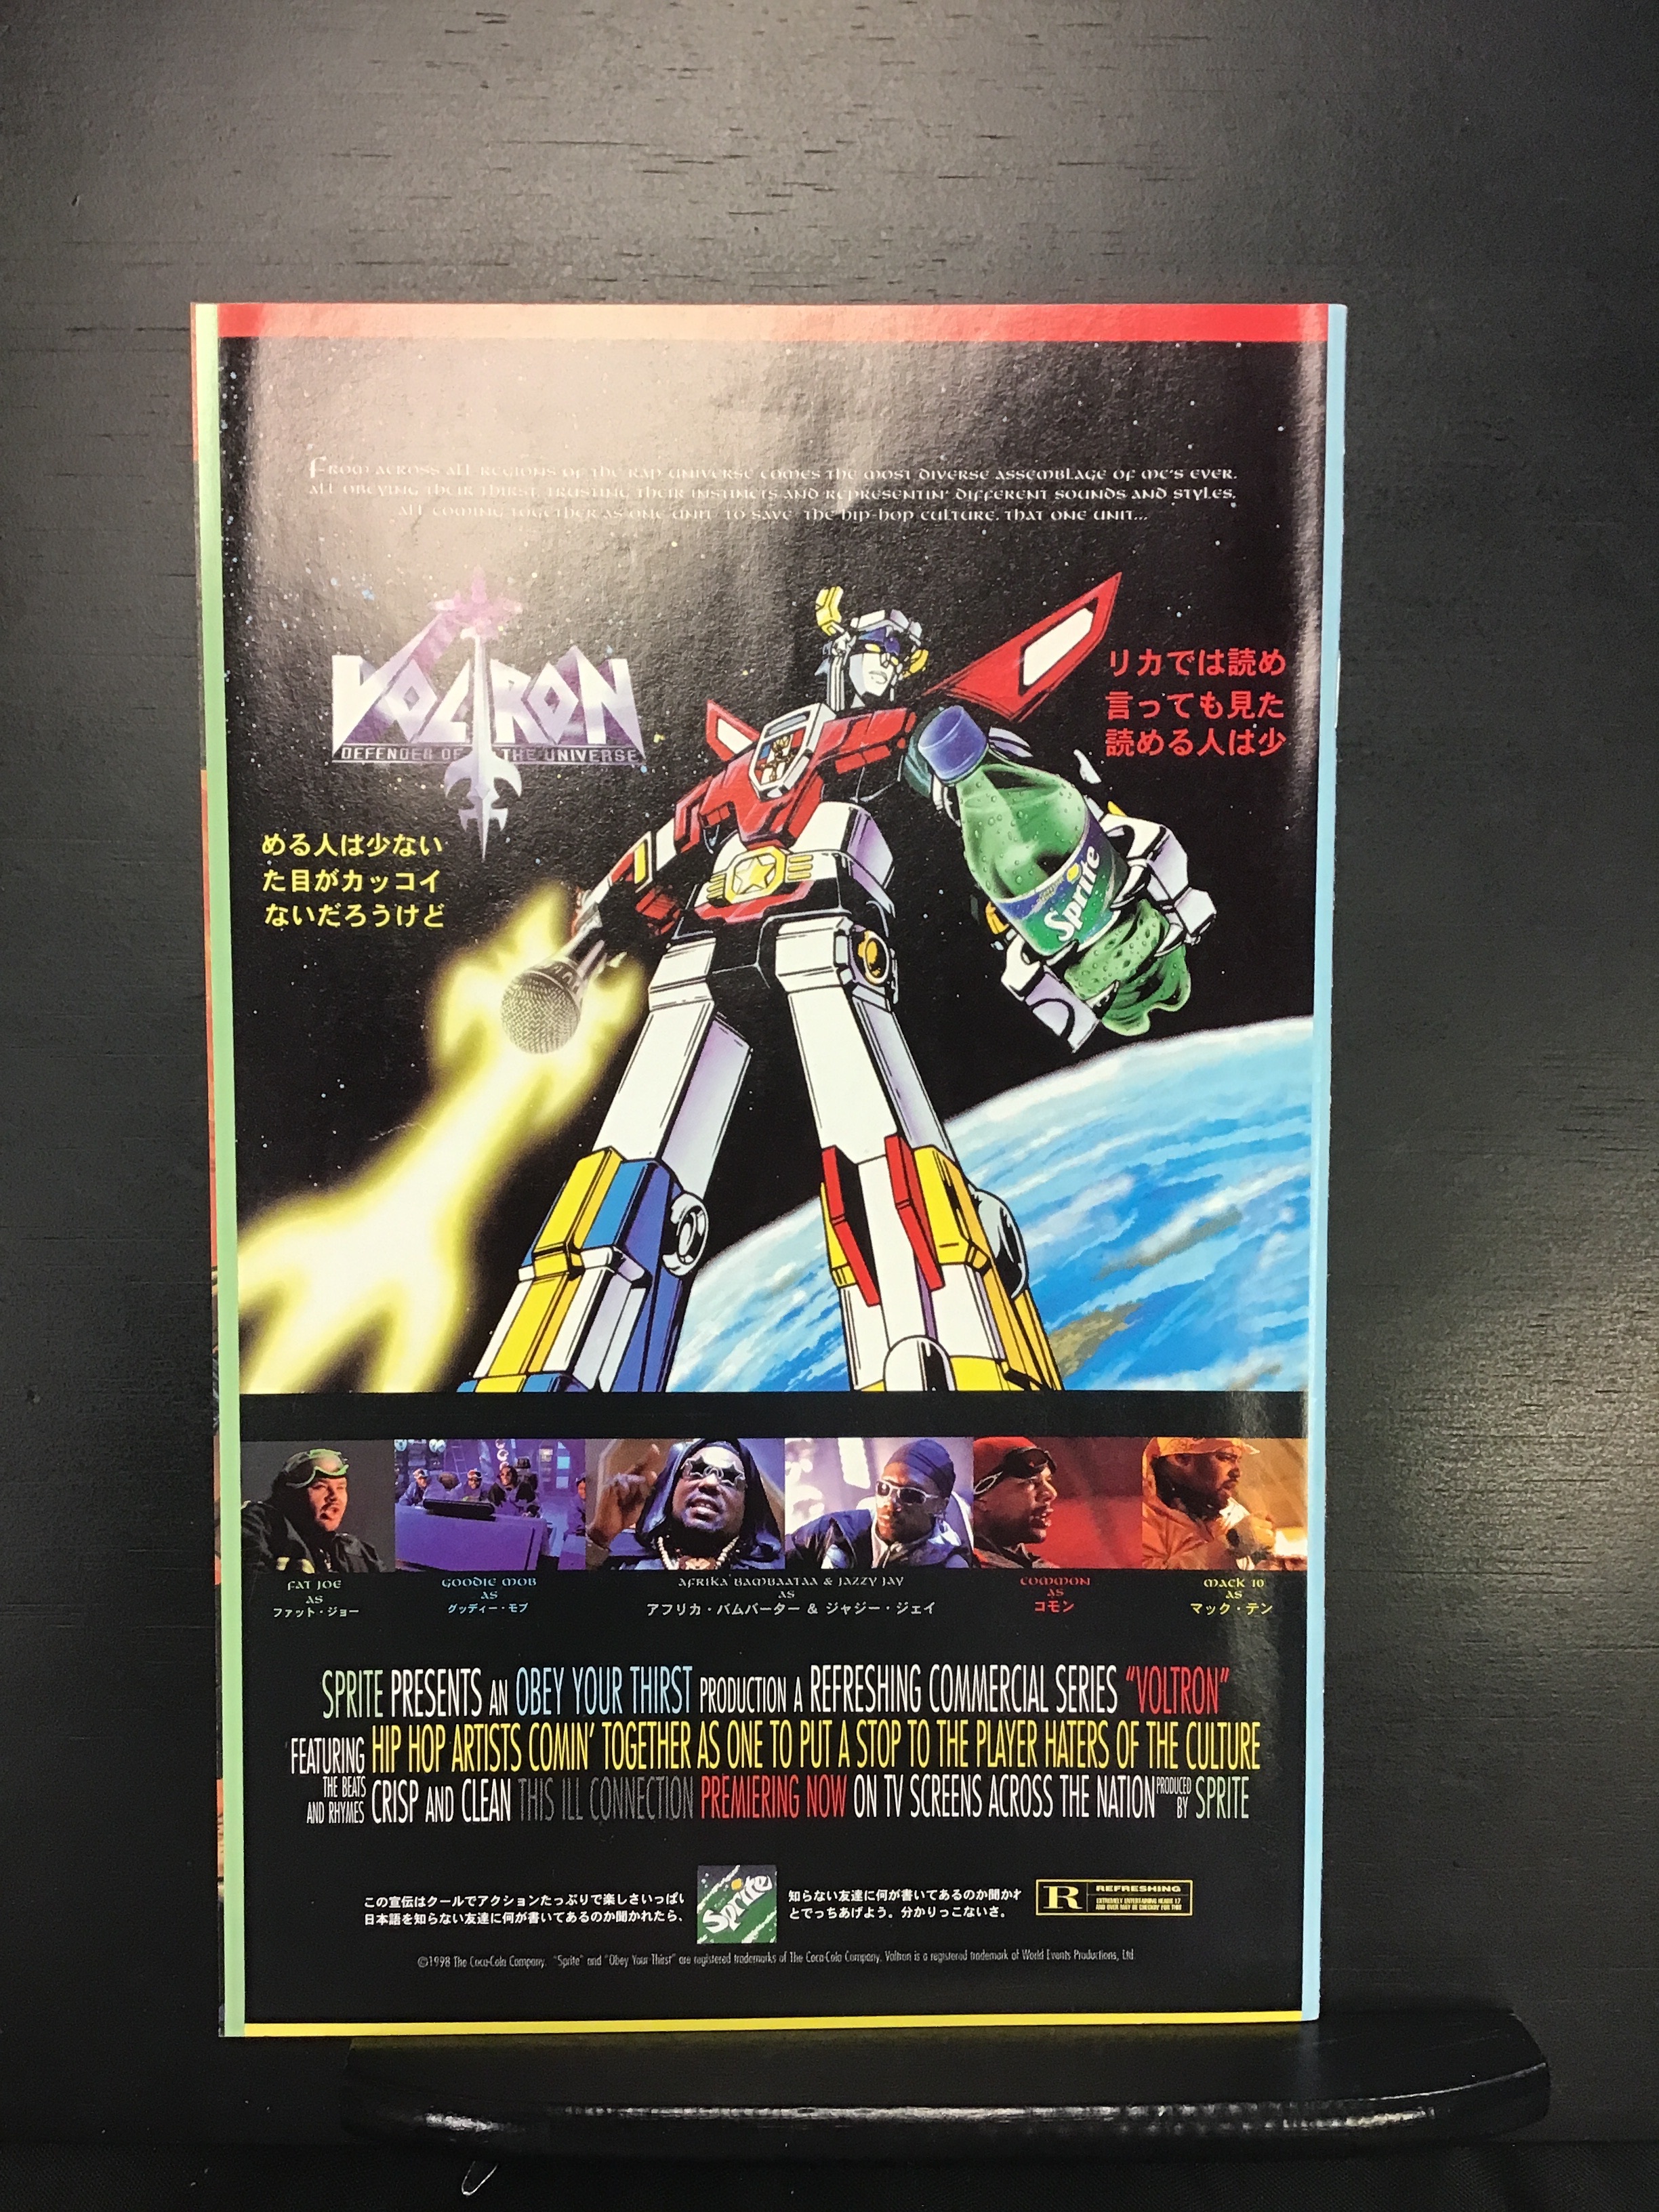 From across all regions of the rap universe comes the most diverse assemblage of MC's ever.
All obeying their thirst, trusting their instincts and representin' different sounds and styles.
All coming together as one unit to save the hip-hop culture. That one unit...
VOLTRON
DEFENDER OF THE UNIVERSE
リカでは読め
言っても見た
読める人は少
める人は少ない
た目がカッコイ
ないだろうけど
Sprite
FAT JOE
AS
ファット・ジョー
GOODIE MOB
AS
グッディー・モブ
AFRIKA BAMBAATAA & JAZZY JAY
AS
アフリカ・バムバーター & ジャジー・ジェイ
COMMON
AS
コモン
MACK 10
AS
マック・テン
SPRITE PRESENTS AN OBEY YOUR THIRST PRODUCTION A REFRESHING COMMERCIAL SERIES "VOLTRON"
FEATURING HIP HOP ARTISTS COMIN' TOGETHER AS ONE TO PUT A STOP TO THE PLAYER HATERS OF THE CULTURE
THE BEATS AND RHYMES CRISP AND CLEAN THIS ILL CONNECTION PREMIERING NOW ON TV SCREENS ACROSS THE NATION PRODUCED BY SPRITE
この宣伝はクールでアクションたっぷりで楽しさいっぱい
日本語を知らない友達に何が書いてあるのか聞かれたら、
Sprite
知らない友達に何が書いてあるのか聞かれ
とでっちあげよう。分かりっこないさ。
R REFRESHING
EXTREMELY ENTERTAINING HEADS 17
AND OVER MAY BE CHECKIN' FOR THIS
©1998 The Coca-Cola Company. "Sprite" and "Obey Your Thirst" are registered trademarks of The Coca-Cola Company. Voltron is a registered trademark of World Events Productions, Ltd.